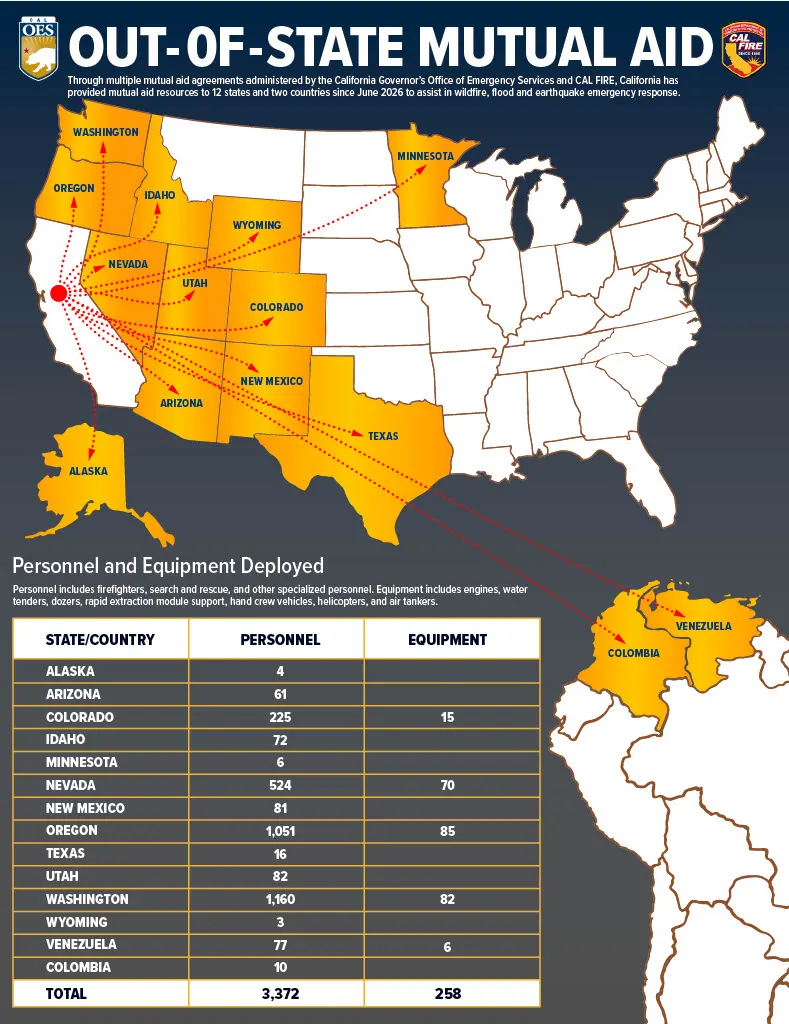 CAL
OES
OUT-OF-STATE MUTUAL AID
CAL
FIRE
SINCE 1885
Through multiple mutual aid agreements administered by the California Governor's Office of Emergency Services and CAL FIRE, California has
provided mutual aid resources to 12 states and two countries since June 2026 to assist in wildfire, flood and earthquake emergency response.
WASHINGTON
MINNESOTA
OREGON
IDAHO
WYOMING
NEVADA
UTAH
COLORADO
NEW MEXICO
ARIZONA
TEXAS
ALASKA
VENEZUELA
COLOMBIA
Personnel and Equipment Deployed
Personnel includes firefighters, search and rescue, and other specialized personnel. Equipment includes engines, water
tenders, dozers, rapid extraction module support, hand crew vehicles, helicopters, and air tankers.
STATE/COUNTRY PERSONNEL EQUIPMENT
ALASKA 4
ARIZONA 61
COLORADO 225 15
IDAHO 72
MINNESOTA 6
NEVADA 524 70
NEW MEXICO 81
OREGON 1,051 85
TEXAS 16
UTAH 82
WASHINGTON 1,160 82
WYOMING 3
VENEZUELA 77 6
COLOMBIA 10
TOTAL 3,372 258